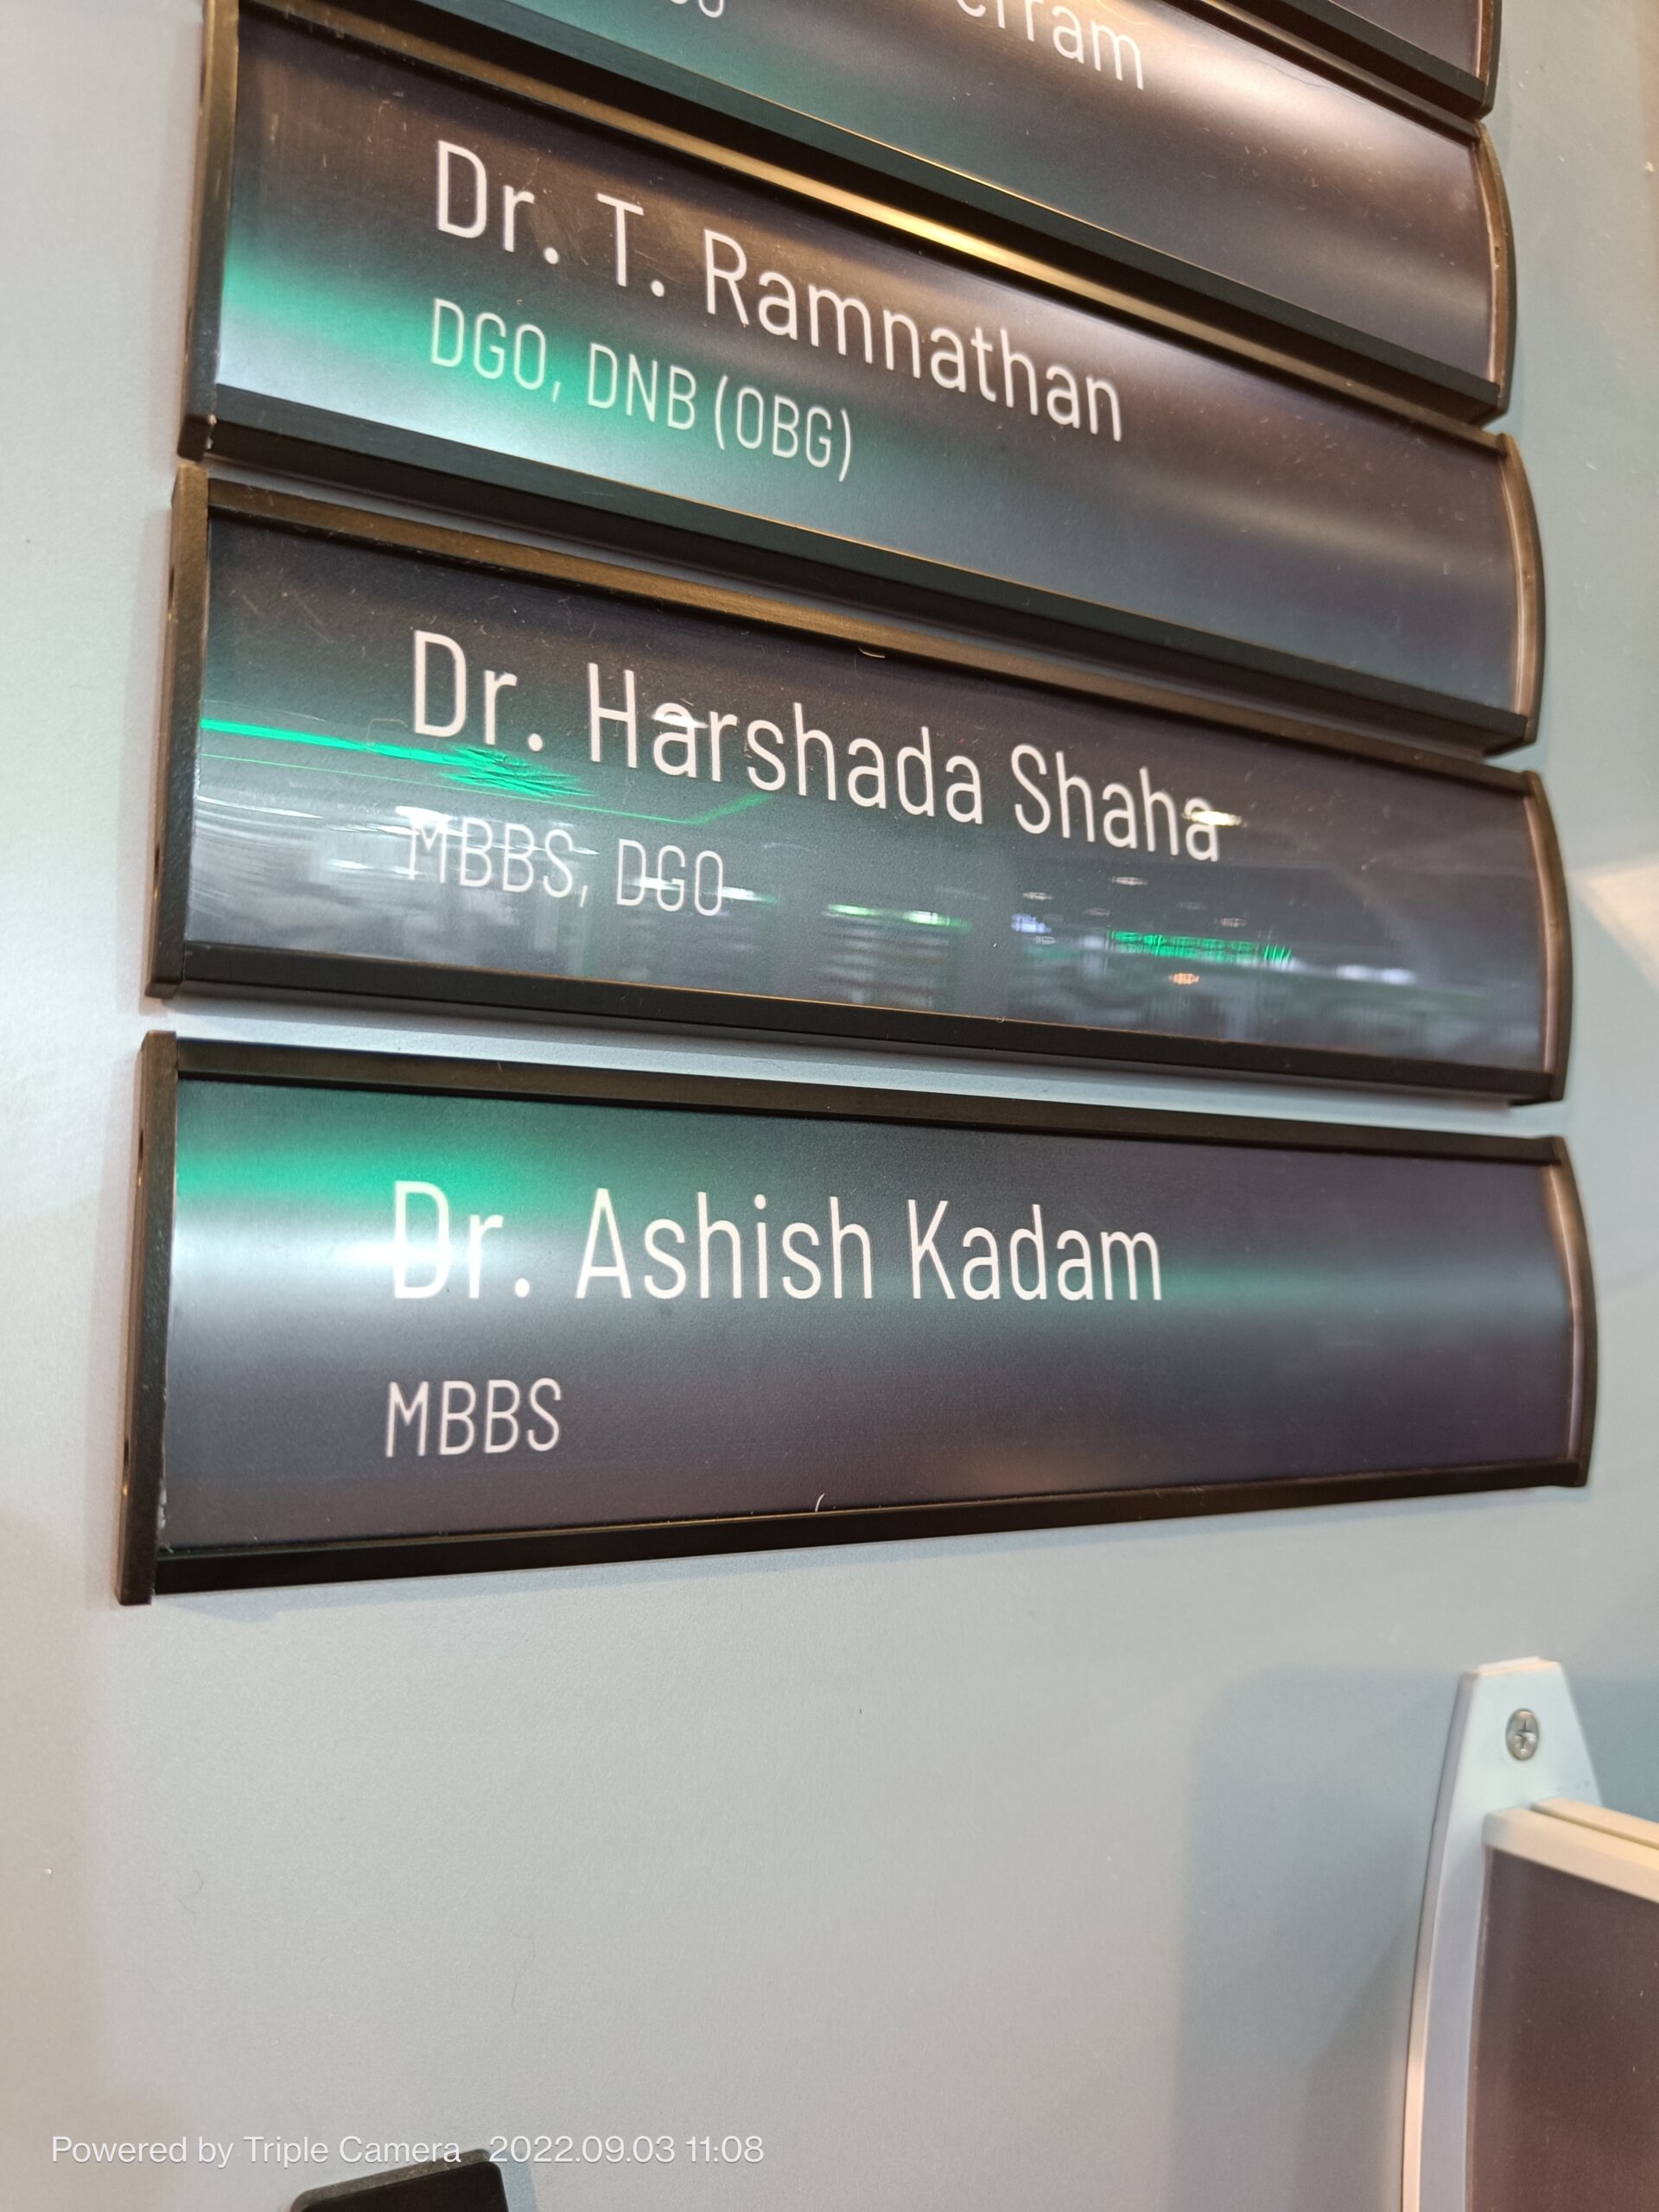 Dr. T. Ramnathan
DGO, DNB (OBG)
Dr. Harshada Shaha
MBBS, DGO
Dr. Ashish Kadam
MBBS
Powered by Triple Camera 2022.09.03 11:08